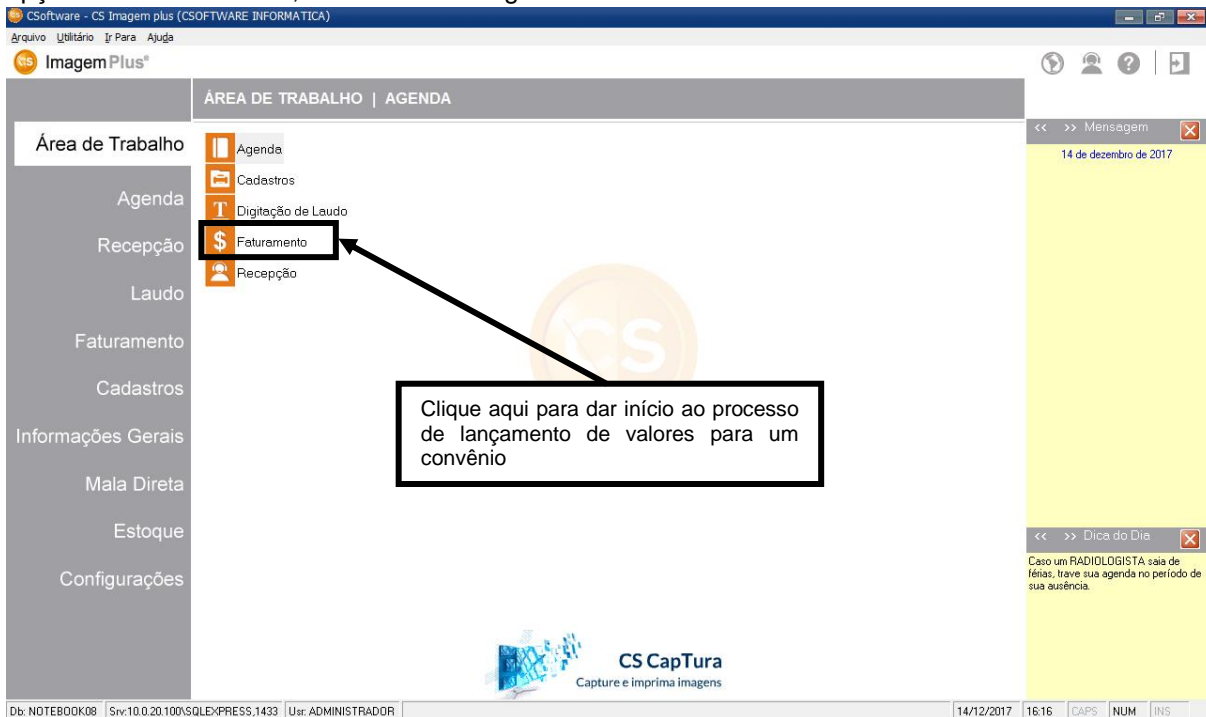 CSoftware - CS Imagem plus (CSOFTWARE INFORMATICA)
Arquivo Utilitário Ir Para Ajuda
CS ImagemPlus®
ÁREA DE TRABALHO | AGENDA
Área de Trabalho
Agenda
Recepção
Laudo
Faturamento
Cadastros
Informações Gerais
Mala Direta
Estoque
Configurações
Agenda
Cadastros
T Digitação de Laudo
$ Faturamento
Recepção
CS
Clique aqui para dar início ao processo
de lançamento de valores para um
convênio
<< >> Mensagem
14 de dezembro de 2017
<< >> Dica do Dia
Caso um RADIOLOGISTA saia de
férias, trave sua agenda no período de
sua ausência.
CS CapTura
Capture e imprima imagens
Db: NOTEBOOK08 Srv:10.0.20.100\SQLEXPRESS,1433 Usr: ADMINISTRADOR 14/12/2017 16:16 CAPS NUM INS